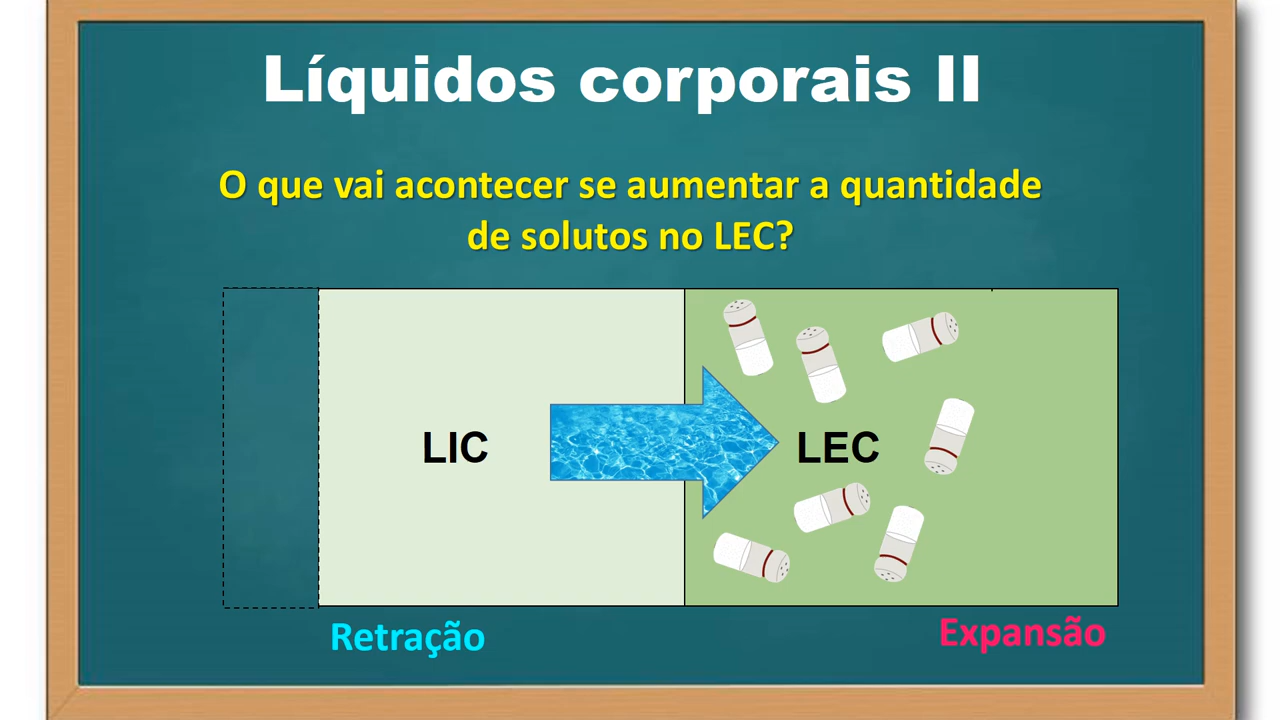 Líquidos corporais II
O que vai acontecer se aumentar a quantidade
de solutos no LEC?
LIC
LEC
Retração
Expansão